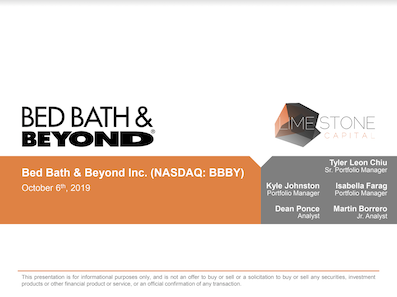 BED BATH &
BEYOND®
LIMESTONE
CAPITAL
Bed Bath & Beyond Inc. (NASDAQ: BBBY)
October 6th, 2019
Tyler Leon Chiu
Sr. Portfolio Manager
Kyle Johnston
Portfolio Manager
Isabella Farag
Portfolio Manager
Dean Ponce
Analyst
Martin Borrero
Jr. Analyst
This presentation is for informational purposes only, and is not an offer to buy or sell or a solicitation to buy or sell any securities, investment
products or other financial product or service, or an official confirmation of any transaction.